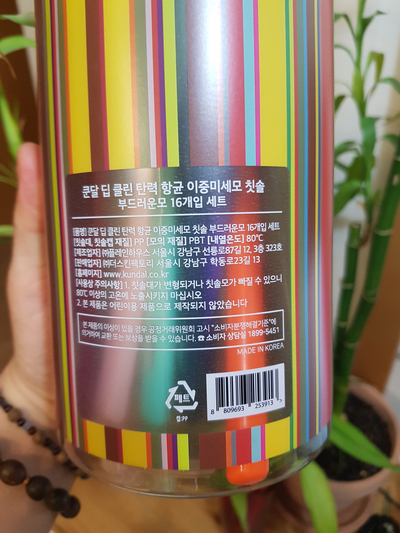 쿤달 딥 클린 탄력 항균 이중미세모 칫솔
부드러운모 16개입 세트
[품명] 쿤달 딥 클린 탄력 항균 이중미세모 칫솔 부드러운모 16개입 세트
[칫솔대, 칫솔캡 재질] PP [모의 재질] PBT [내열온도] 80℃
[제조업자] (주)플레인하우스 서울시 강남구 선릉로87길 12, 3층 323호
[판매업자] (주)더스킨팩토리 서울시 강남구 학동로23길 13
[홈페이지] www.kundal.co.kr
[사용상 주의사항] 1. 칫솔대가 변형되거나 칫솔모가 빠질 수 있으니
80℃ 이상의 고온에 노출시키지 마십시오
2. 본 제품은 어린이용 제품으로 제작되지 않았습니다
본 제품에 이상이 있을 경우 공정거래위원회 고시 "소비자분쟁해결기준"에
의거하여 교환 또는 보상을 받을 수 있습니다. ☎ 소비자 상담실 1899-5451
MADE IN KOREA
페트
캡:PP
8 809693 253913